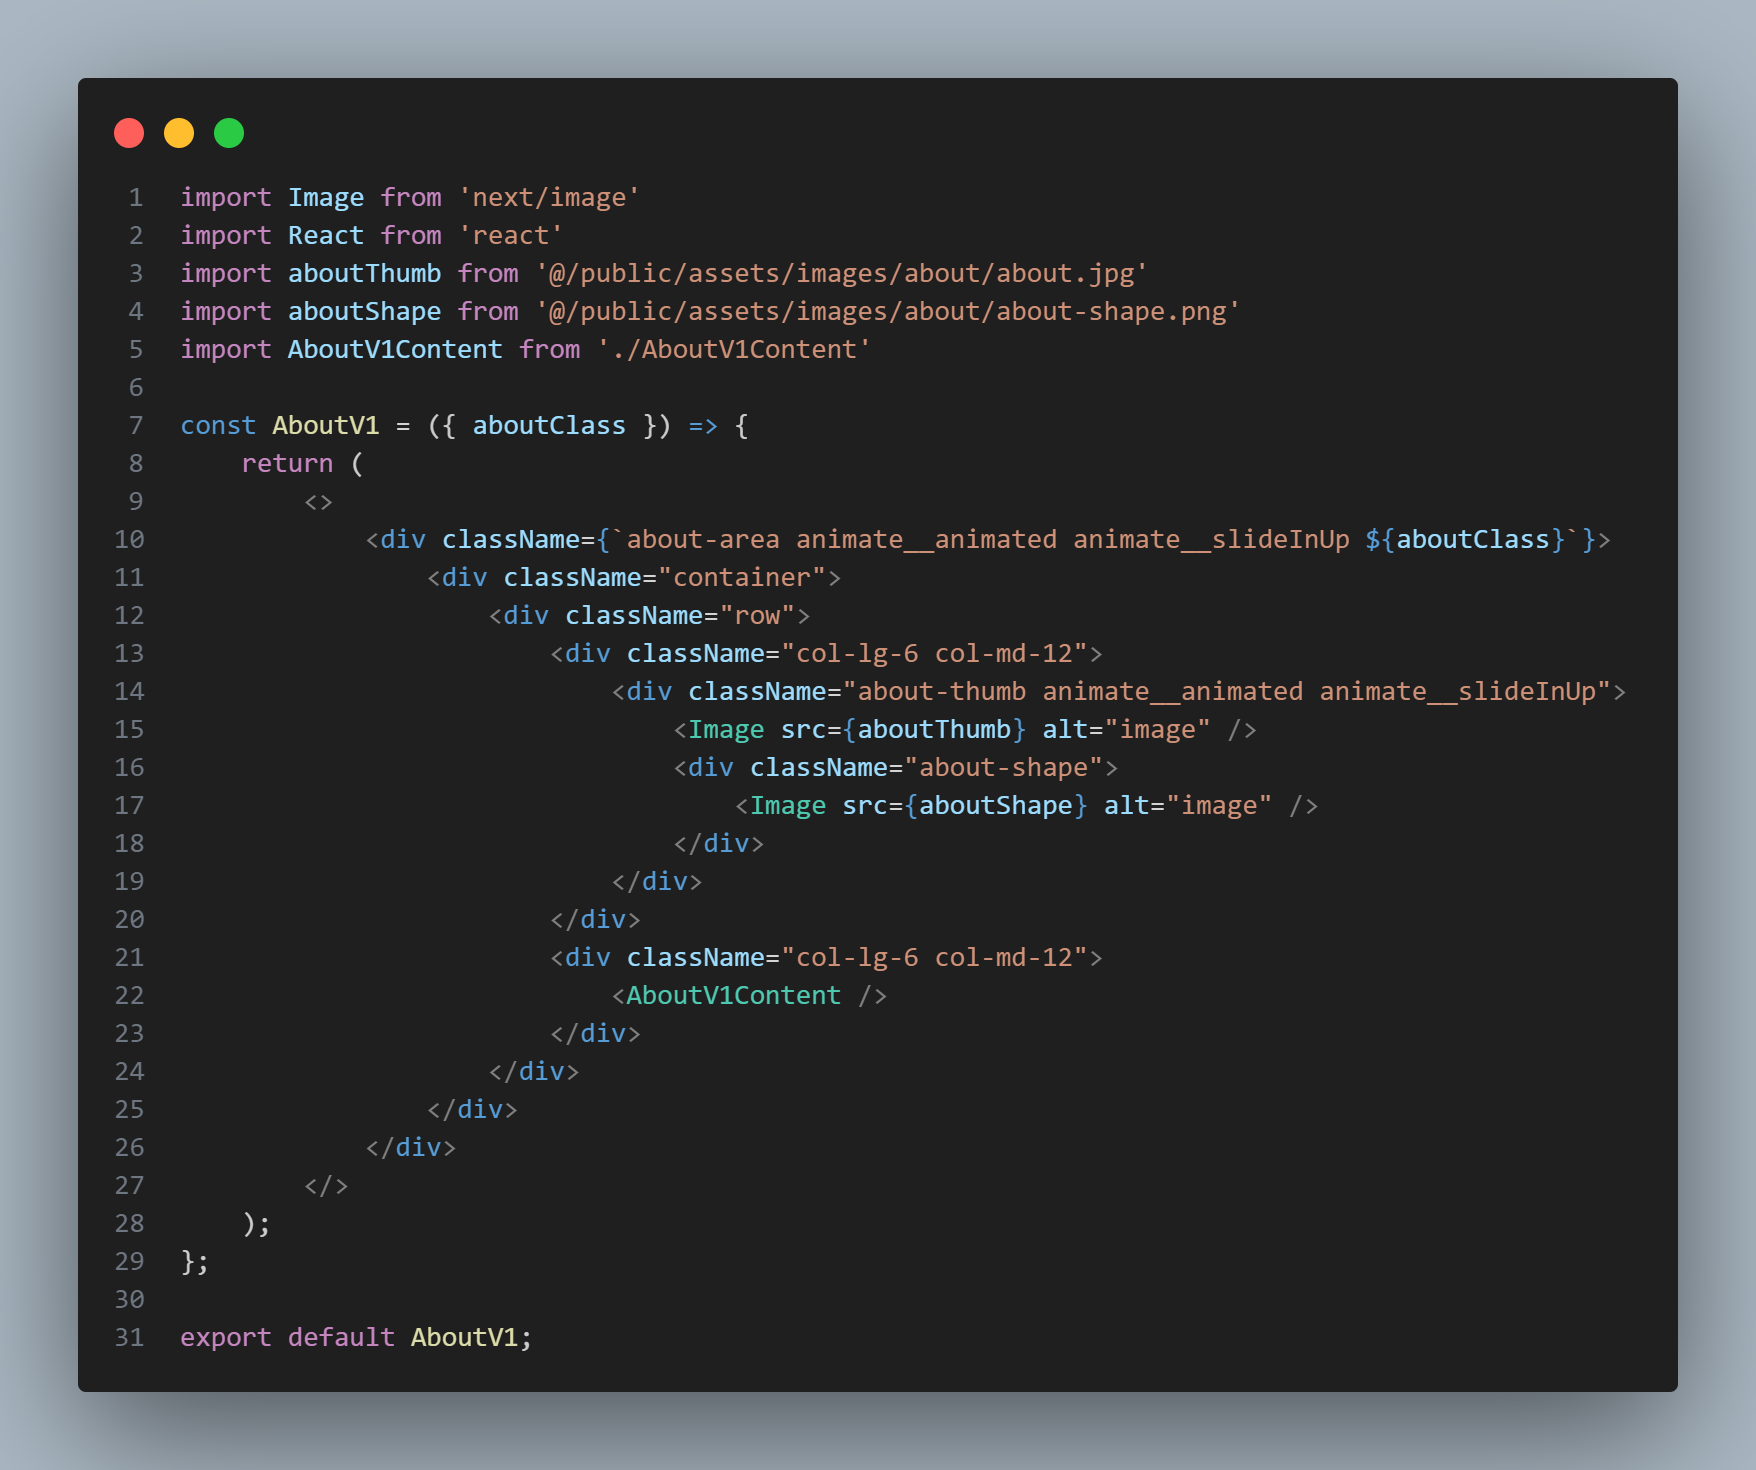 1 import Image from 'next/image'
2 import React from 'react'
3 import aboutThumb from '@/public/assets/images/about/about.jpg'
4 import aboutShape from '@/public/assets/images/about/about-shape.png'
5 import AboutV1Content from './AboutV1Content'
6
7 const AboutV1 = ({ aboutClass }) => {
8     return (
9         <>
10             <div className={`about-area animate__animated animate__slideInUp ${aboutClass}`}>
11                 <div className="container">
12                     <div className="row">
13                         <div className="col-lg-6 col-md-12">
14                             <div className="about-thumb animate__animated animate__slideInUp">
15                                 <Image src={aboutThumb} alt="image" />
16                                 <div className="about-shape">
17                                     <Image src={aboutShape} alt="image" />
18                                 </div>
19                             </div>
20                         </div>
21                         <div className="col-lg-6 col-md-12">
22                             <AboutV1Content />
23                         </div>
24                     </div>
25                 </div>
26             </div>
27         </>
28     );
29 };
30
31 export default AboutV1;